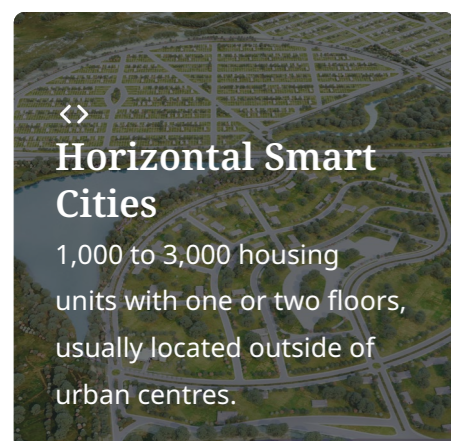 Horizontal Smart
Cities
1,000 to 3,000 housing
units with one or two floors,
usually located outside of
urban centres.